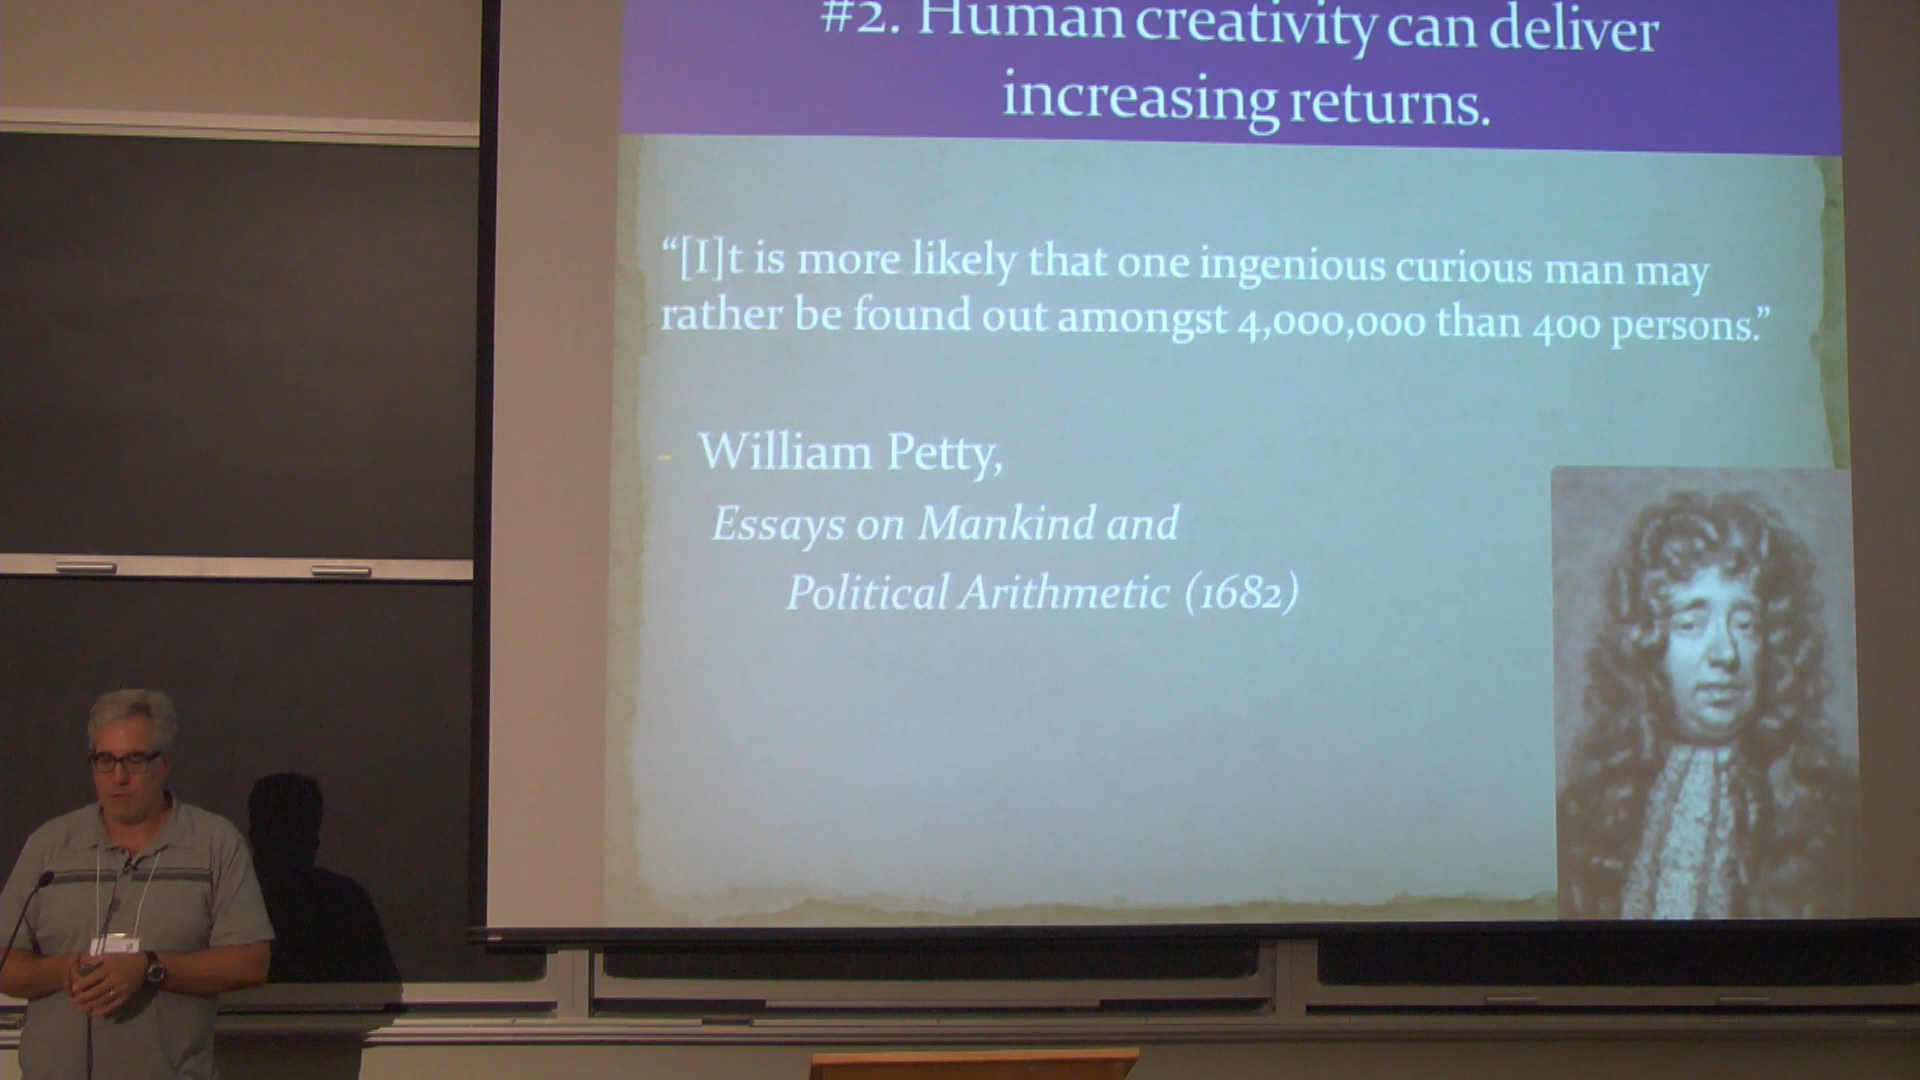 #2. Human creativity can deliver
increasing returns.
“[I]t is more likely that one ingenious curious man may
rather be found out amongst 4,000,000 than 400 persons.”
- William Petty,
Essays on Mankind and
Political Arithmetic (1682)